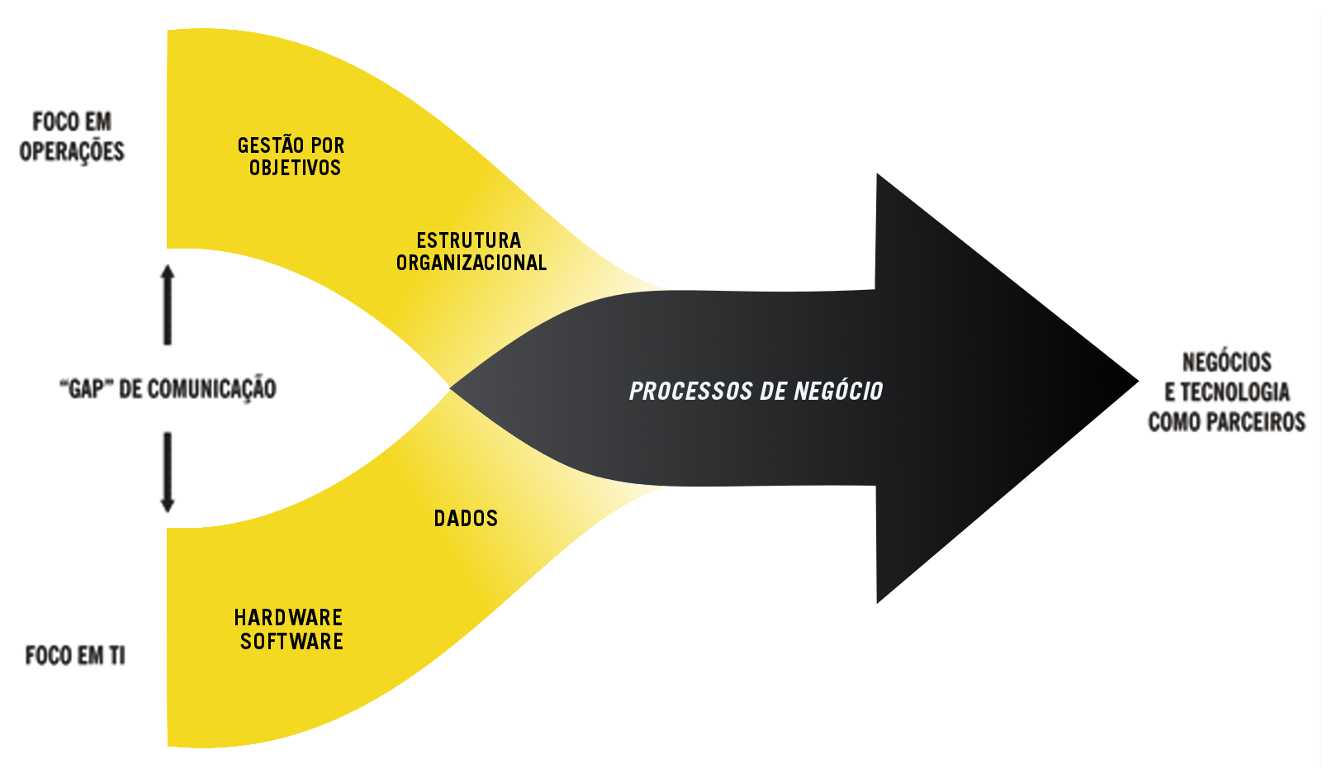 FOCO EM
OPERAÇÕES
GESTÃO POR
OBJETIVOS
ESTRUTURA
ORGANIZACIONAL
“GAP” DE COMUNICAÇÃO
PROCESSOS DE NEGÓCIO
NEGÓCIOS
E TECNOLOGIA
COMO PARCEIROS
DADOS
HARDWARE
SOFTWARE
FOCO EM TI